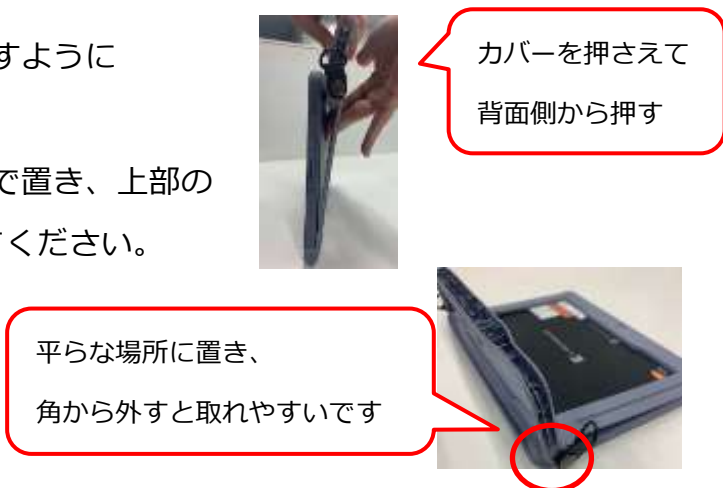 すように
カバーを押さえて
背面側から押す
で置き、上部の
てください。
平らな場所に置き、
角から外すと取れやすいです